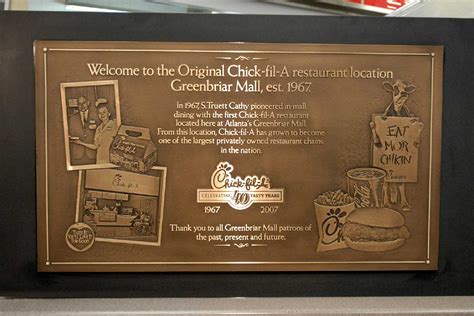 Welcome to the Original Chick-fil-A restaurant location
Greenbriar Mall, est. 1967.
In 1967, S. Truett Cathy pioneered in-mall
dining with the first Chick-fil-A restaurant
located here at Atlanta's Greenbriar Mall.
From this location, Chick-fil-A has grown to become
one of the largest privately owned restaurant chains
in the nation.
EAT
MOR
CHIKIN
Chick-fil-A
CELEBRATING 40 TASTY YEARS
1967 2007
Thank you to all Greenbriar Mall patrons of
the past, present and future.